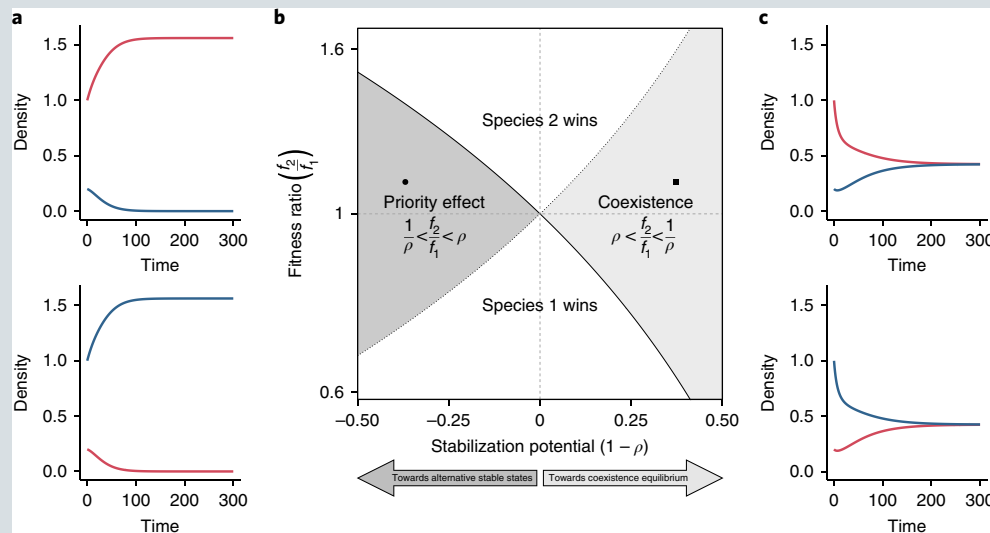 a
Density
1.5
1.0
0.5
0.0
0 100 200 300
Time
Density
1.5
1.0
0.5
0.0
0 100 200 300
Time
b
Fitness ratio (f2/f1)
1.6
1
0.6
Species 2 wins
Priority effect
1/ρ < f2/f1 < ρ
Coexistence
ρ < f2/f1 < 1/ρ
Species 1 wins
−0.50 −0.25 0 0.25 0.50
Stabilization potential (1 − ρ)
Towards alternative stable states
Towards coexistence equilibrium
c
Density
1.5
1.0
0.5
0.0
0 100 200 300
Time
Density
1.5
1.0
0.5
0.0
0 100 200 300
Time